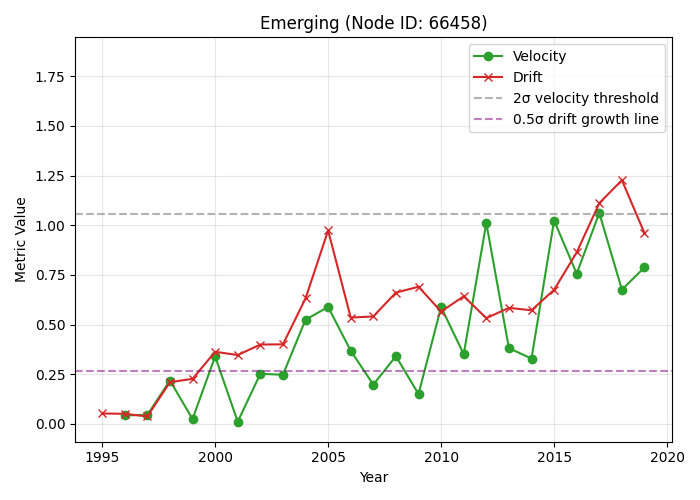 Emerging (Node ID: 66458)
Velocity
Drift
2σ velocity threshold
0.5σ drift growth line
Metric Value
1.75
1.50
1.25
1.00
0.75
0.50
0.25
0.00
1995
2000
2005
2010
2015
2020
Year